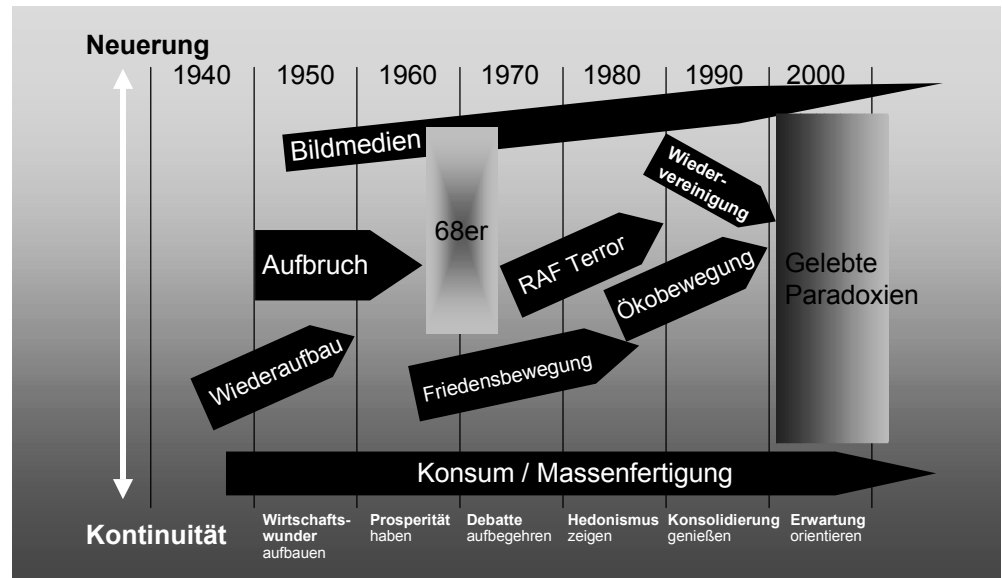 Neuerung
1940 1950 1960 1970 1980 1990 2000
Bildmedien
Wieder-
vereinigung
68er
Aufbruch
RAF Terror
Ökobewegung
Gelebte
Paradoxien
Wiederaufbau
Friedensbewegung
Konsum / Massenfertigung
Kontinuität
Wirtschafts-
wunder
aufbauen
Prosperität
haben
Debatte
aufbegehren
Hedonismus
zeigen
Konsolidierung
genießen
Erwartung
orientieren